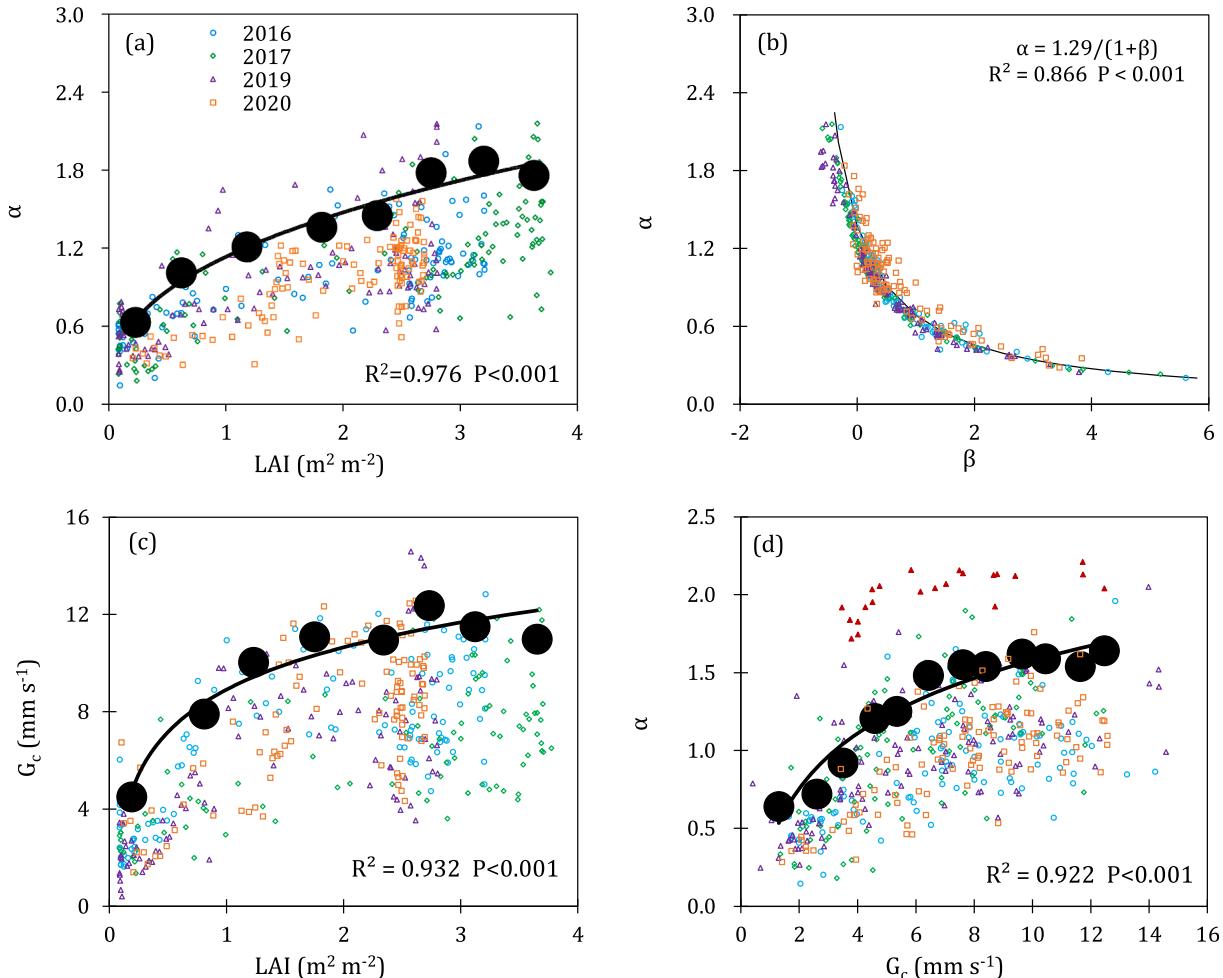 (a)
2016
2017
2019
2020
3.0
2.4
1.8
1.2
0.6
0.0
α
R²=0.976 P<0.001
0 1 2 3 4
LAI (m² m⁻²)
(b)
α = 1.29/(1+β)
R² = 0.866 P < 0.001
3.0
2.4
1.8
1.2
0.6
0.0
α
-2 0 2 4 6
β
(c)
16
12
8
4
0
G_c (mm s⁻¹)
R² = 0.932 P<0.001
0 1 2 3 4
LAI (m² m⁻²)
(d)
2.5
2.0
1.5
1.0
0.5
0.0
α
R² = 0.922 P<0.001
0 2 4 6 8 10 12 14 16
G_c (mm s⁻¹)